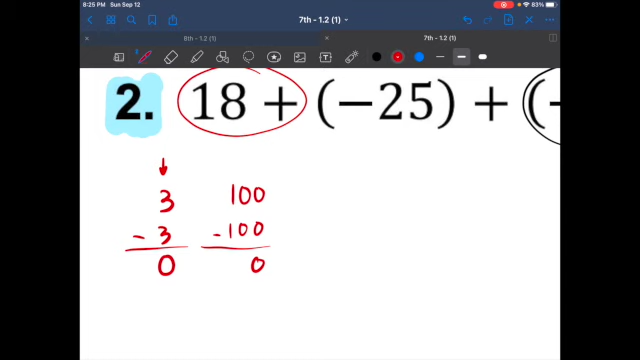 8:25 PM Sun Sep 12 83%
7th - 1.2 (1)
8th - 1.2 (1) 7th - 1.2 (1)
2. 18 + (−25) + (−
3 100
- 3 - 100
0 0